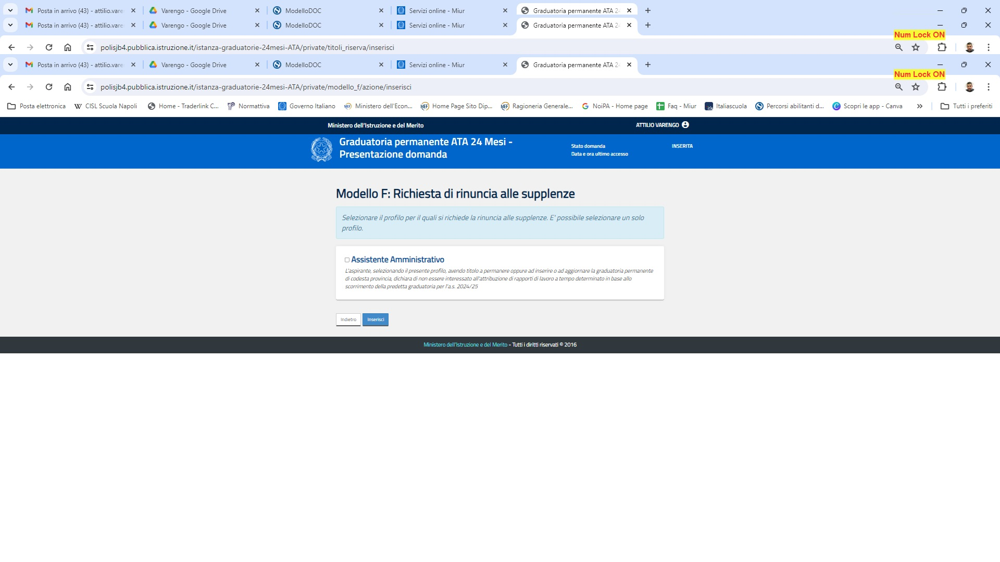 Posta in arrivo (43) - attilio.vare
Varengo - Google Drive
ModelloDOC
Servizi online - Miur
Graduatoria permanente ATA 24
Posta in arrivo (43) - attilio.vare
Varengo - Google Drive
ModelloDOC
Servizi online - Miur
Graduatoria permanente ATA 24
Num Lock ON
polisjb4.pubblica.istruzione.it/istanza-graduatorie-24mesi-ATA/private/titoli_riserva/inserisci
Posta in arrivo (43) - attilio.vare
Varengo - Google Drive
ModelloDOC
Servizi online - Miur
Graduatoria permanente ATA 24
Num Lock ON
polisjb4.pubblica.istruzione.it/istanza-graduatorie-24mesi-ATA/private/modello_f/azione/inserisci
Posta elettronica
CISL Scuola Napoli
Home - Traderlink C...
Normattiva
Governo Italiano
Ministero dell'Econ...
Home Page Sito Dip...
Ragioneria Generale...
NoiPA - Home page
Faq - Miur
Italiascuola
Percorsi abilitanti d...
Scopri le app - Canva
Tutti i preferiti
Ministero dell'Istruzione e del Merito
ATTILIO VARENGO
Graduatoria permanente ATA 24 Mesi -
Presentazione domanda
Stato domanda
INSERITA
Data e ora ultimo accesso
Modello F: Richiesta di rinuncia alle supplenze
Selezionare il profilo per il quali si richiede la rinuncia alle supplenze. E' possibile selezionare un solo
profilo.
Assistente Amministrativo
L'aspirante, selezionando il presente profilo, avendo titolo a permanere oppure ad inserire o ad aggiornare la graduatoria permanente
di codesta provincia, dichiara di non essere interessato all'attribuzione di rapporti di lavoro a tempo determinato in base allo
scorrimento della predetta graduatoria per l'a.s. 2024/25
Indietro
Inserisci
Ministero dell'Istruzione e del Merito - Tutti i diritti riservati © 2016